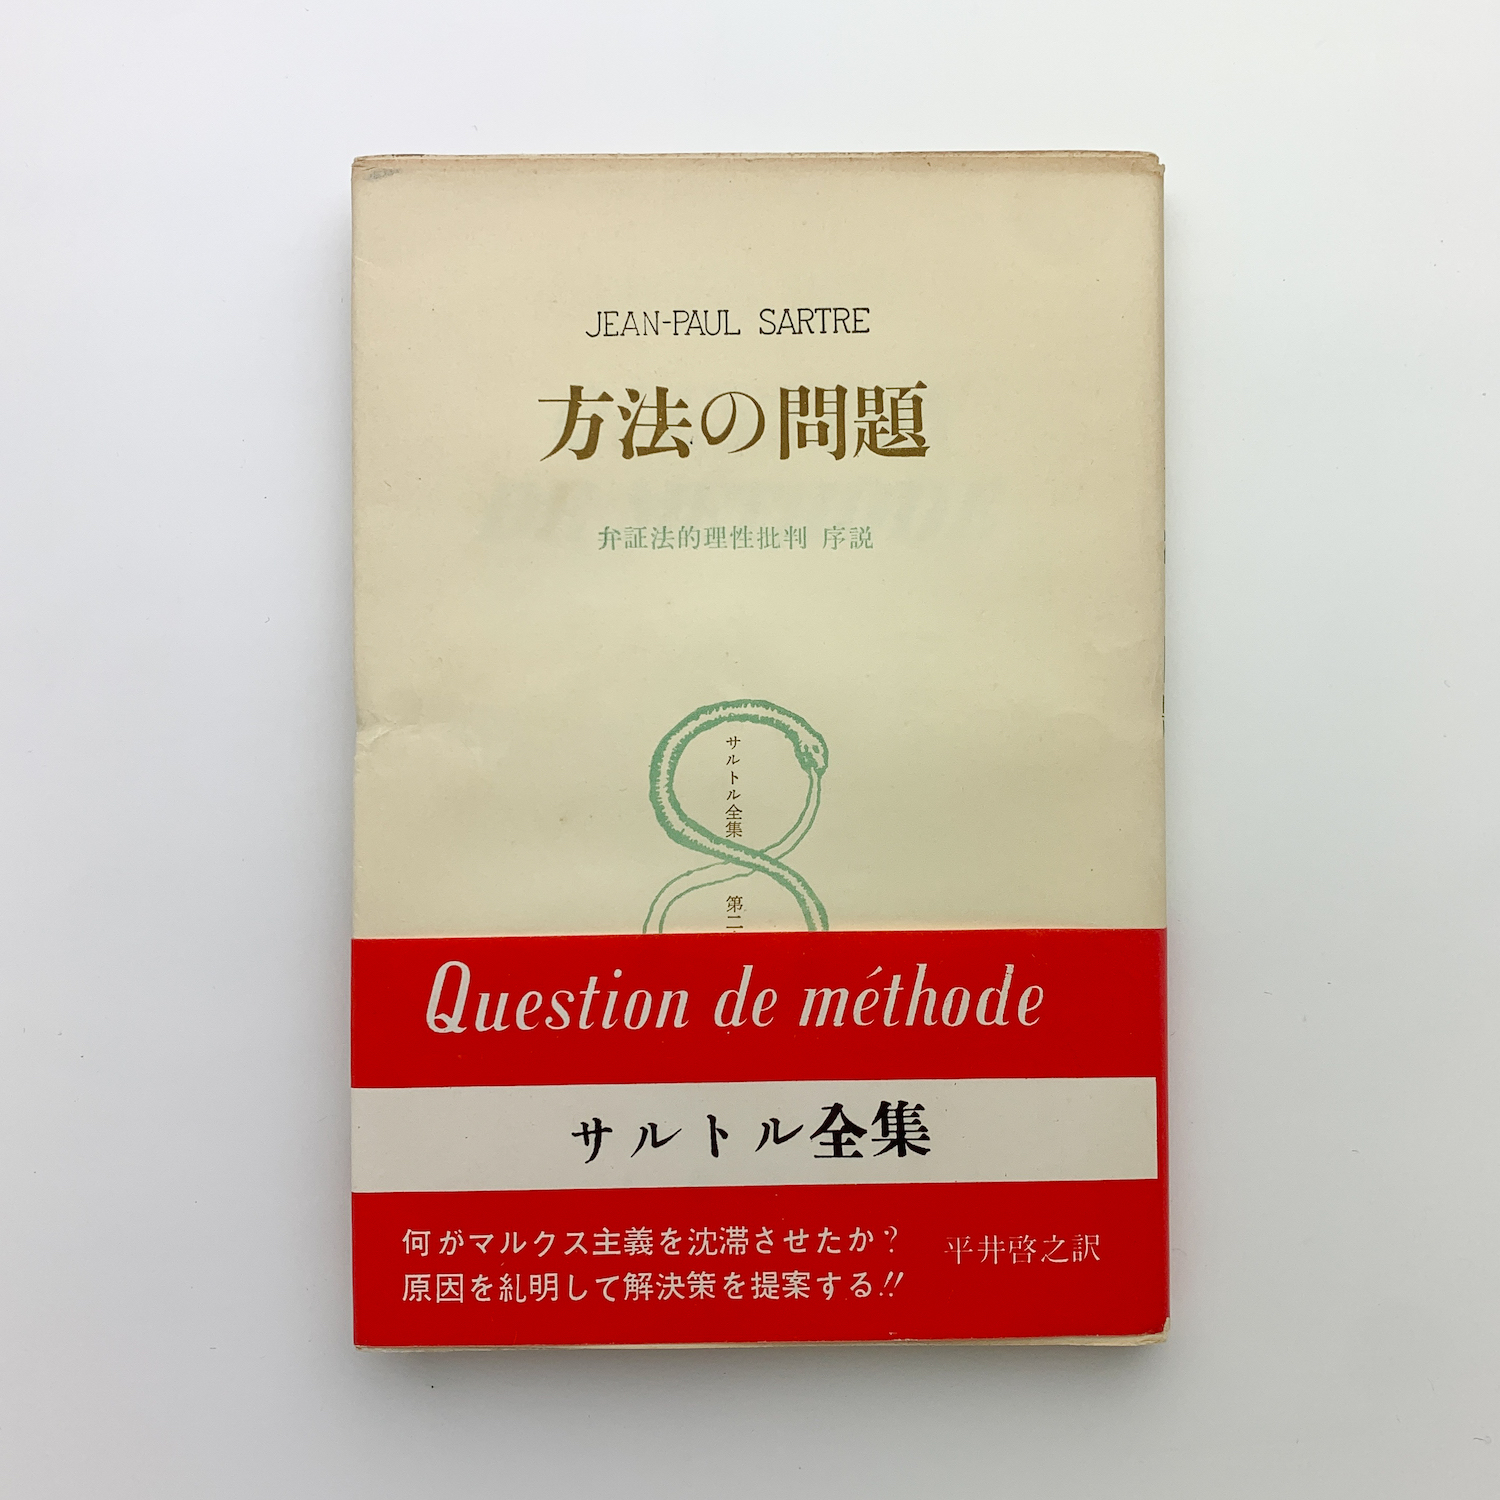 JEAN-PAUL SARTRE
方法の問題
弁証法的理性批判 序説
サルトル全集 第二
Question de méthode
サルトル全集
何がマルクス主義を沈滞させたか?
原因を糺明して解決策を提案する!!
平井啓之訳